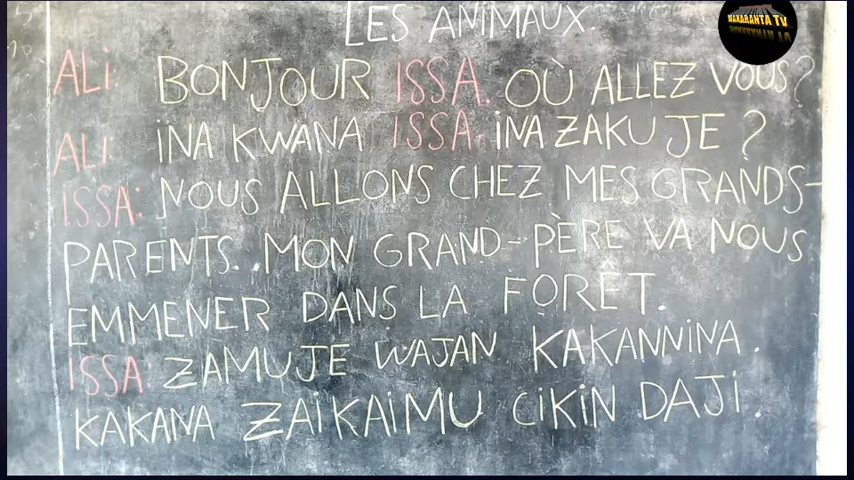 LES ANIMAUX.
MAKARANTA TV
ALI: BONJOUR ISSA. OÙ ALLEZ VOUS?
ALI: INA KWANA ISSA. INA ZAKU JE?
ISSA: NOUS ALLONS CHEZ MES GRANDS-
PARENTS. MON GRAND-PÈRE VA NOUS
EMMENER DANS LA FORÊT.
ISSA: ZAMUJE WAJAN KAKANNINA.
KAKANA ZAIKAIMU CIKIN DAJI.